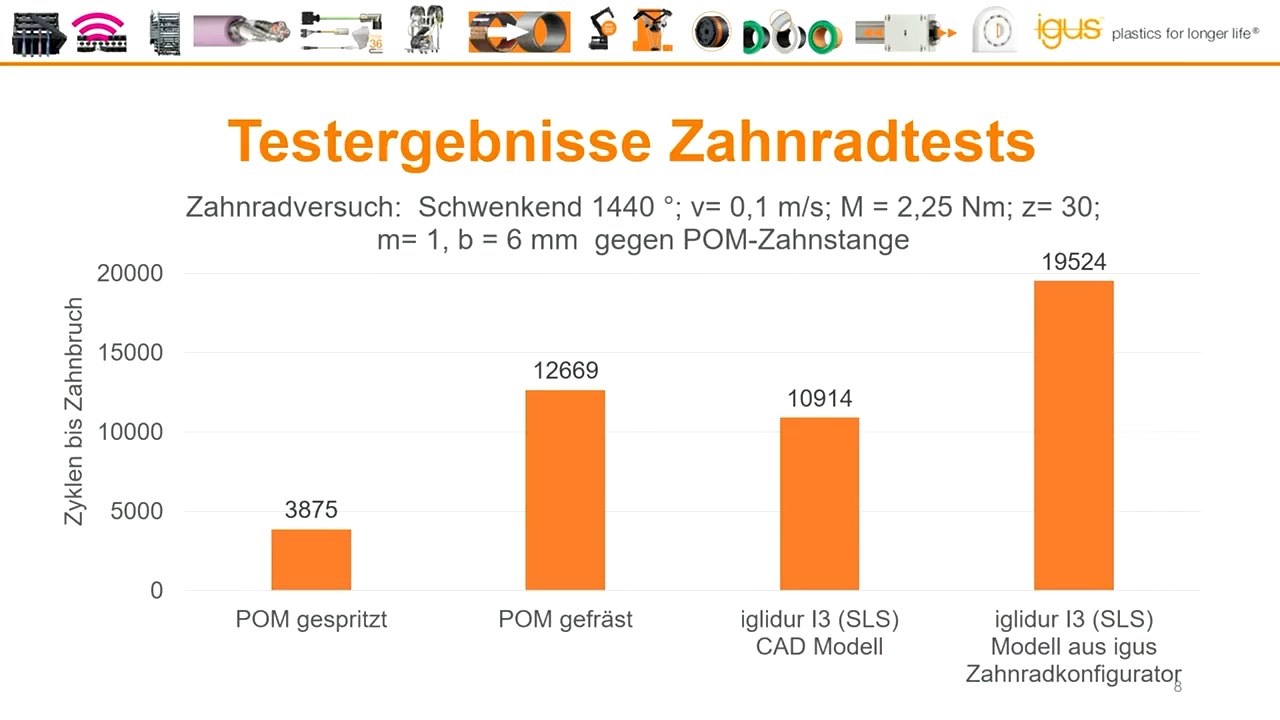 36
igus
plastics for longer life®
Testergebnisse Zahnradtests
Zahnradversuch: Schwenkend 1440 °; v= 0,1 m/s; M = 2,25 Nm; z= 30;
m= 1, b = 6 mm gegen POM-Zahnstange
Zyklen bis Zahnbruch
20000
15000
10000
5000
0
3875
12669
10914
19524
POM gespritzt
POM gefräst
iglidur I3 (SLS)
CAD Modell
iglidur I3 (SLS)
Modell aus igus
Zahnradkonfigurator
8